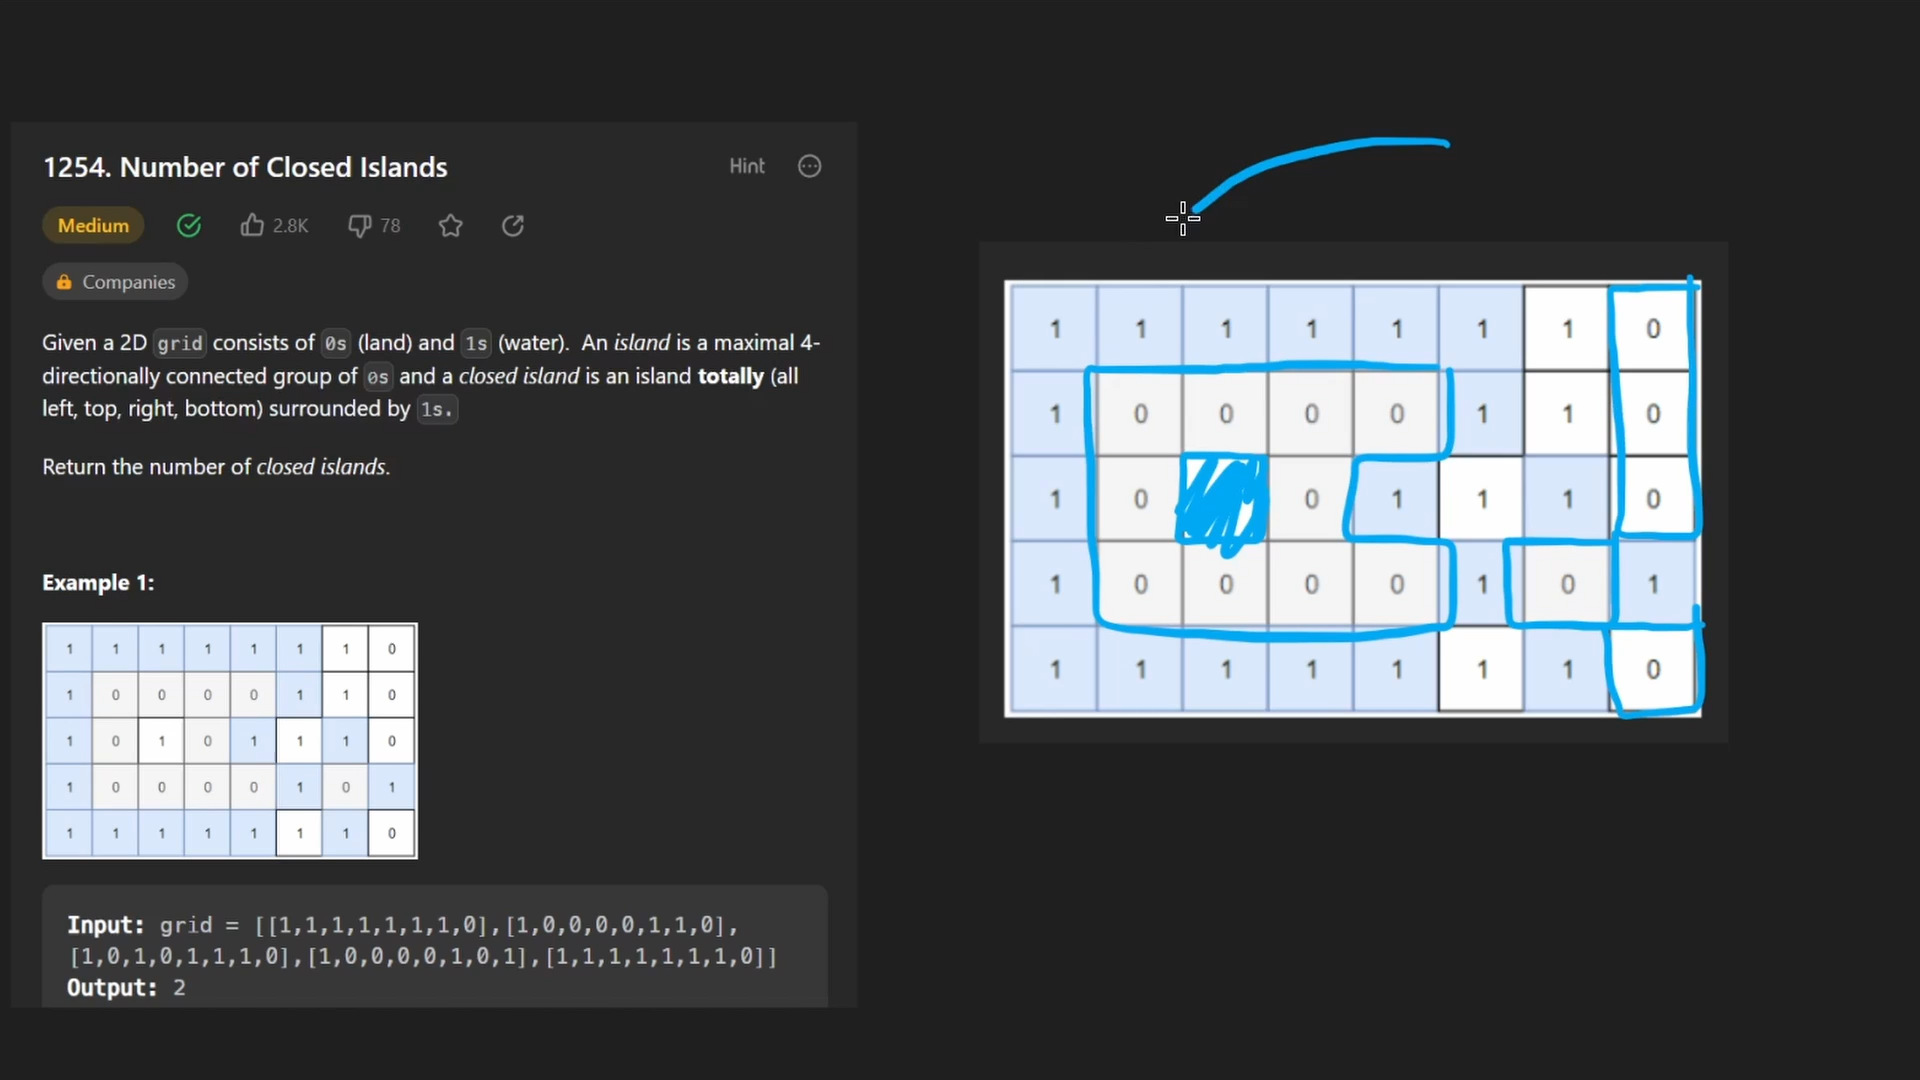 1254. Number of Closed Islands
Hint
Medium
2.8K
78
Companies
Given a 2D grid consists of 0s (land) and 1s (water). An island is a maximal 4-
directionally connected group of 0s and a closed island is an island totally (all
left, top, right, bottom) surrounded by 1s.
Return the number of closed islands.
Example 1:
1 1 1 1 1 1 1 0
1 0 0 0 0 1 1 0
1 0 1 0 1 1 1 0
1 0 0 0 0 1 0 1
1 1 1 1 1 1 1 0
Input: grid = [[1,1,1,1,1,1,1,0],[1,0,0,0,0,1,1,0],
[1,0,1,0,1,1,1,0],[1,0,0,0,0,1,0,1],[1,1,1,1,1,1,1,0]]
Output: 2
1 1 1 1 1 1 1 0
1 0 0 0 0 1 1 0
1 0 0 1 1 1 0
1 0 0 0 0 1 0 1
1 1 1 1 1 1 1 0